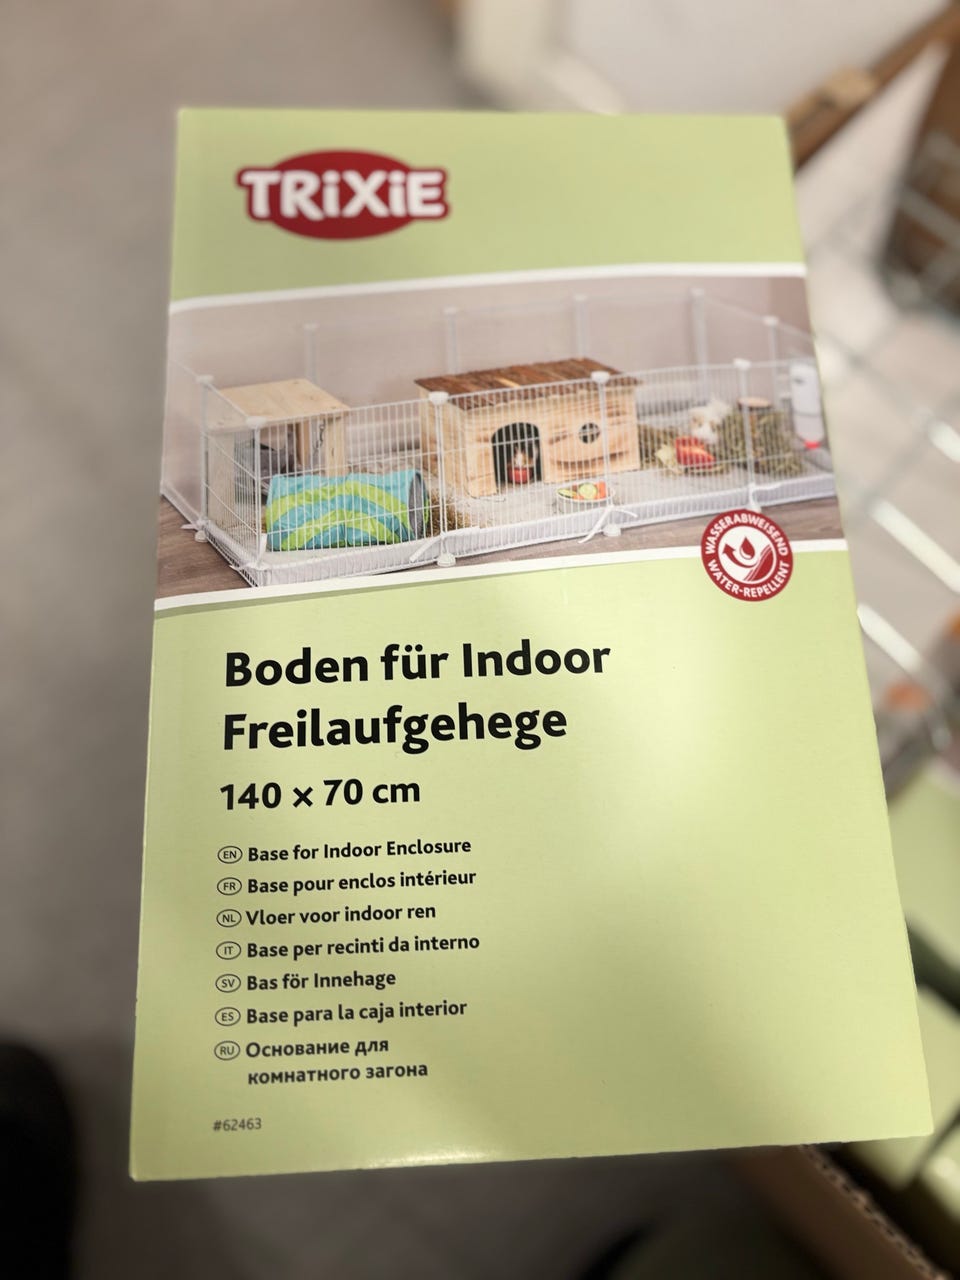 TRiXiE
WASSERABWEISEND
WATER-REPELLENT
Boden für Indoor
Freilaufgehege
140 × 70 cm
EN Base for Indoor Enclosure
FR Base pour enclos intérieur
NL Vloer voor indoor ren
IT Base per recinti da interno
SV Bas för Innehage
ES Base para la caja interior
RU Основание для
комнатного загона
#62463